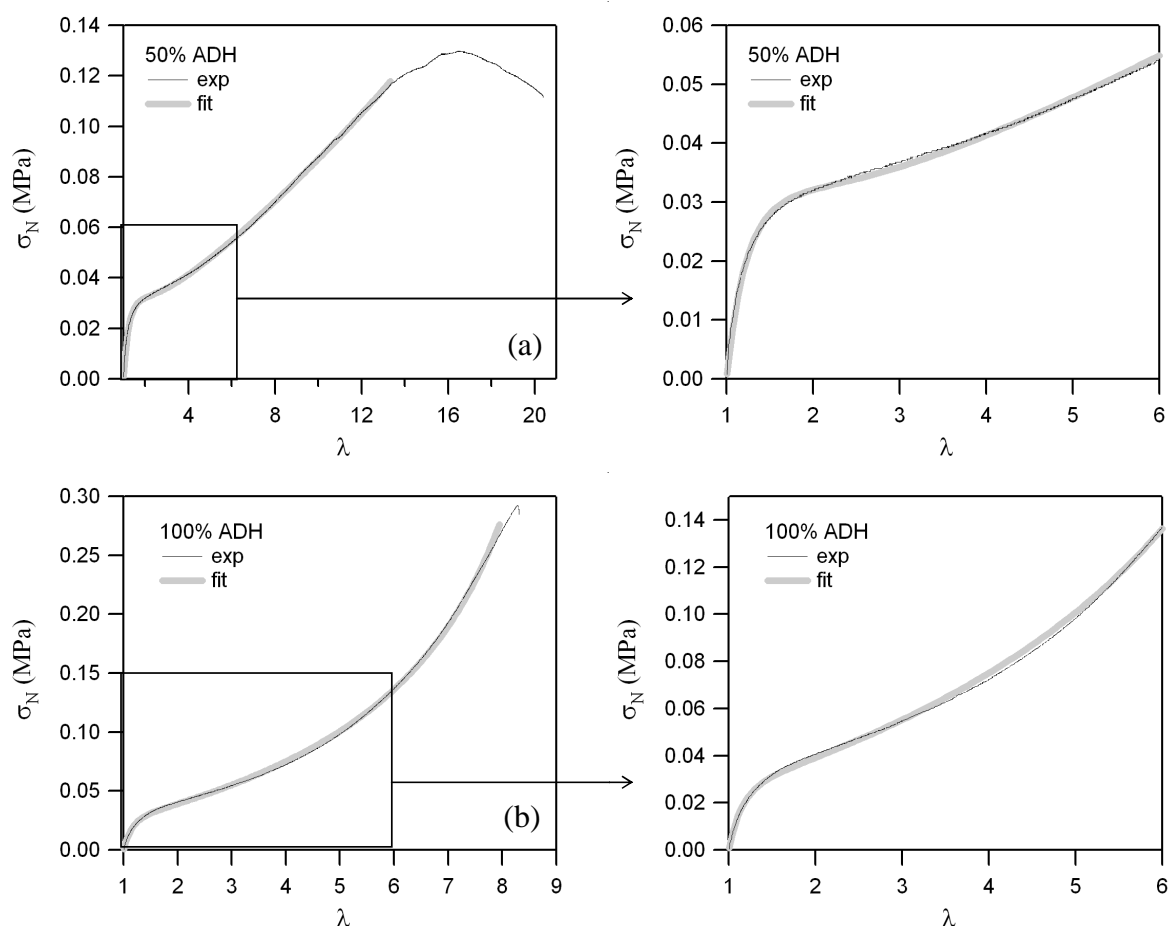 0.14
0.12
0.10
0.08
0.06
0.04
0.02
0.00
σN (MPa)
50% ADH
exp
fit
(a)
4 8 12 16 20
λ
0.06
0.05
0.04
0.03
0.02
0.01
0.00
σN (MPa)
50% ADH
exp
fit
1 2 3 4 5 6
λ
0.30
0.25
0.20
0.15
0.10
0.05
0.00
σN (MPa)
100% ADH
exp
fit
(b)
1 2 3 4 5 6 7 8 9
λ
0.14
0.12
0.10
0.08
0.06
0.04
0.02
0.00
σN (MPa)
100% ADH
exp
fit
1 2 3 4 5 6
λ